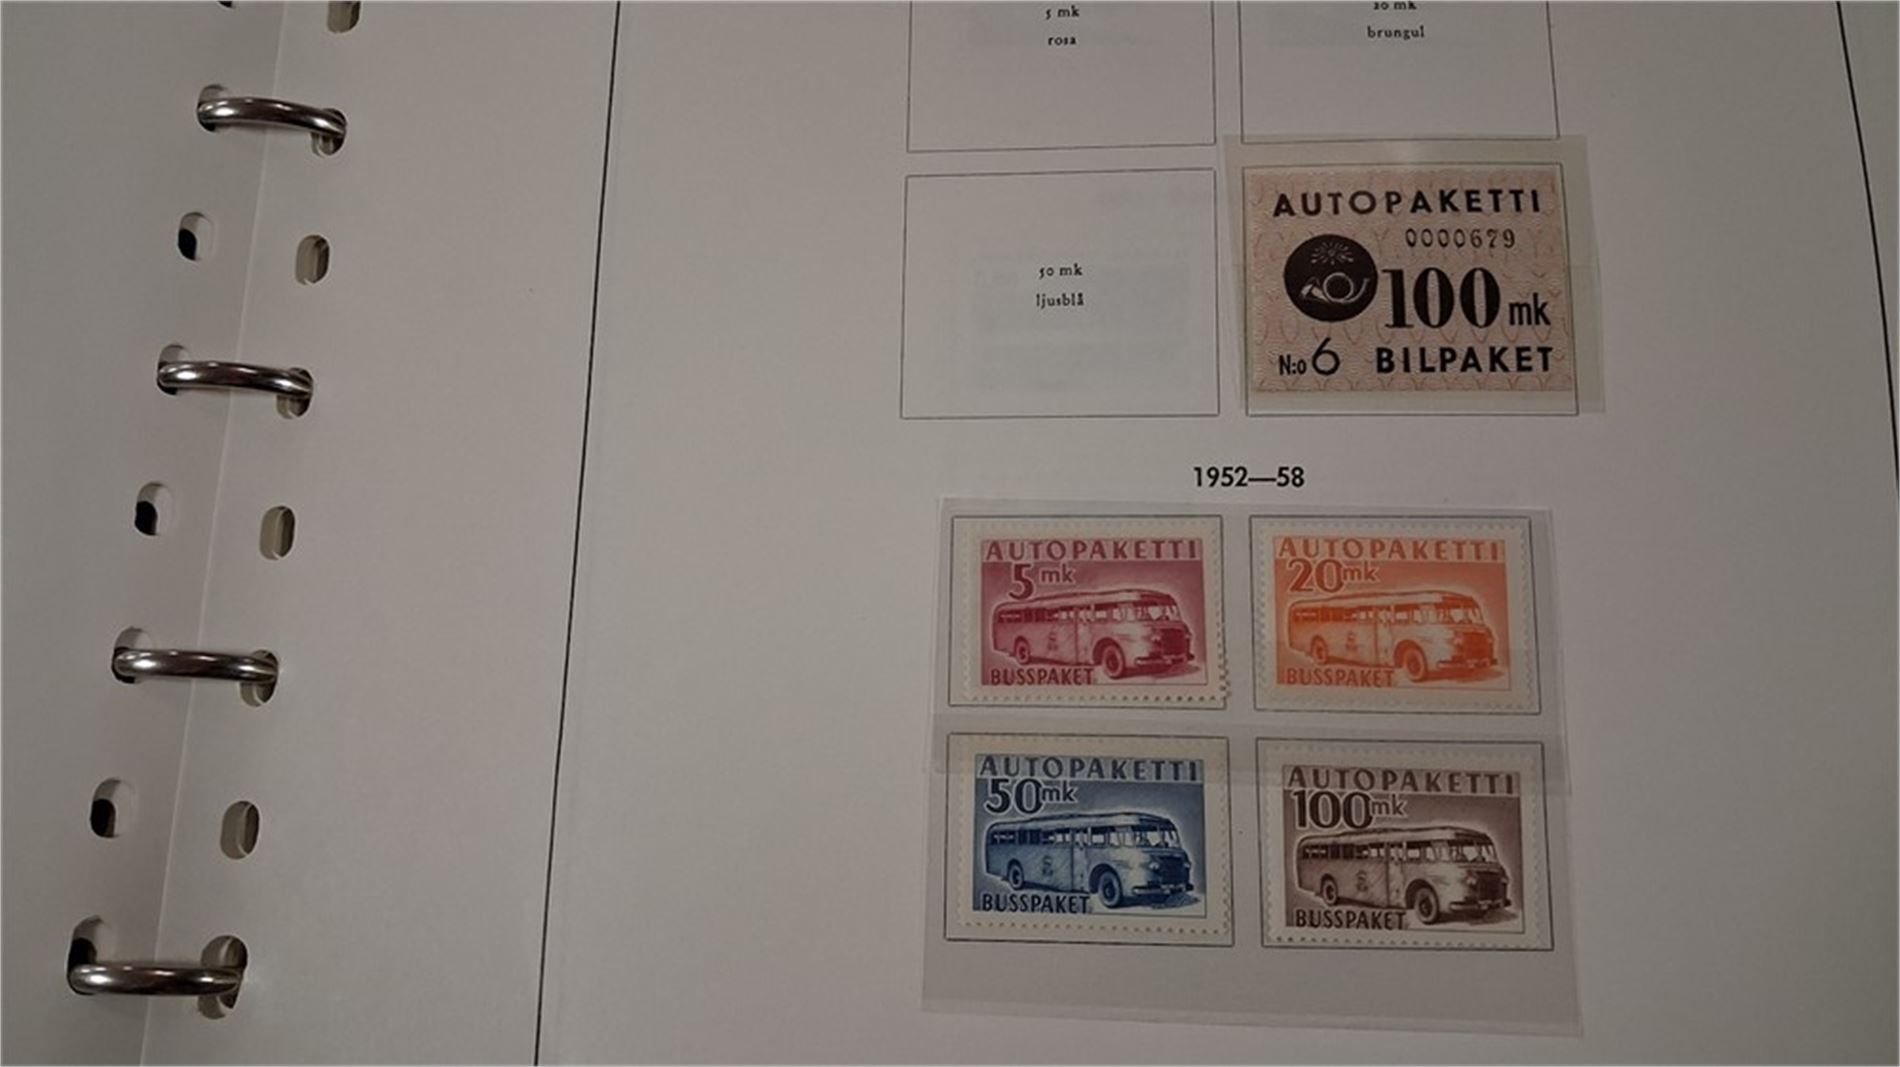 5 mk
rosa
20 mk
brungul
50 mk
ljusblå
AUTOPAKETTI
0000679
100 mk
N:o 6 BILPAKET
1952—58
AUTOPAKETTI
5 mk
BUSSPAKET
AUTOPAKETTI
20 mk
BUSSPAKET
AUTOPAKETTI
50 mk
BUSSPAKET
AUTOPAKETTI
100 mk
BUSSPAKET